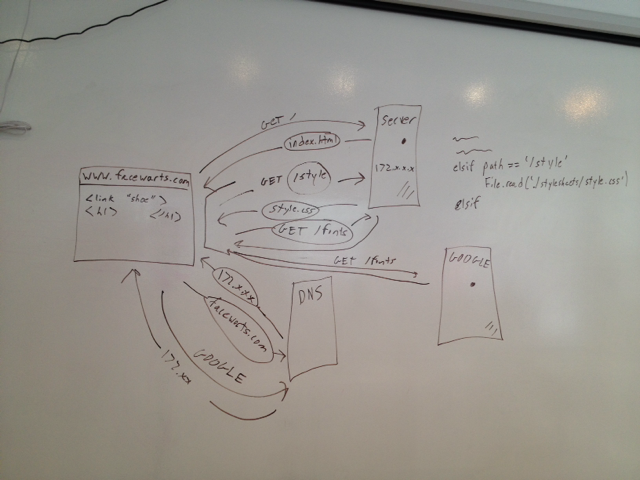 GET /
Server
index.html
172.x.x.x
www.facewarts.com
<link "shoe">
<h1> </h1>
GET /style
style.css
GET /fonts
elsif path == '/style'
File.read('/stylesheets/style.css')
elsif
GET /fonts
GOOGLE
172.x.x.x
facewarts.com
DNS
GOOGLE
172.xx